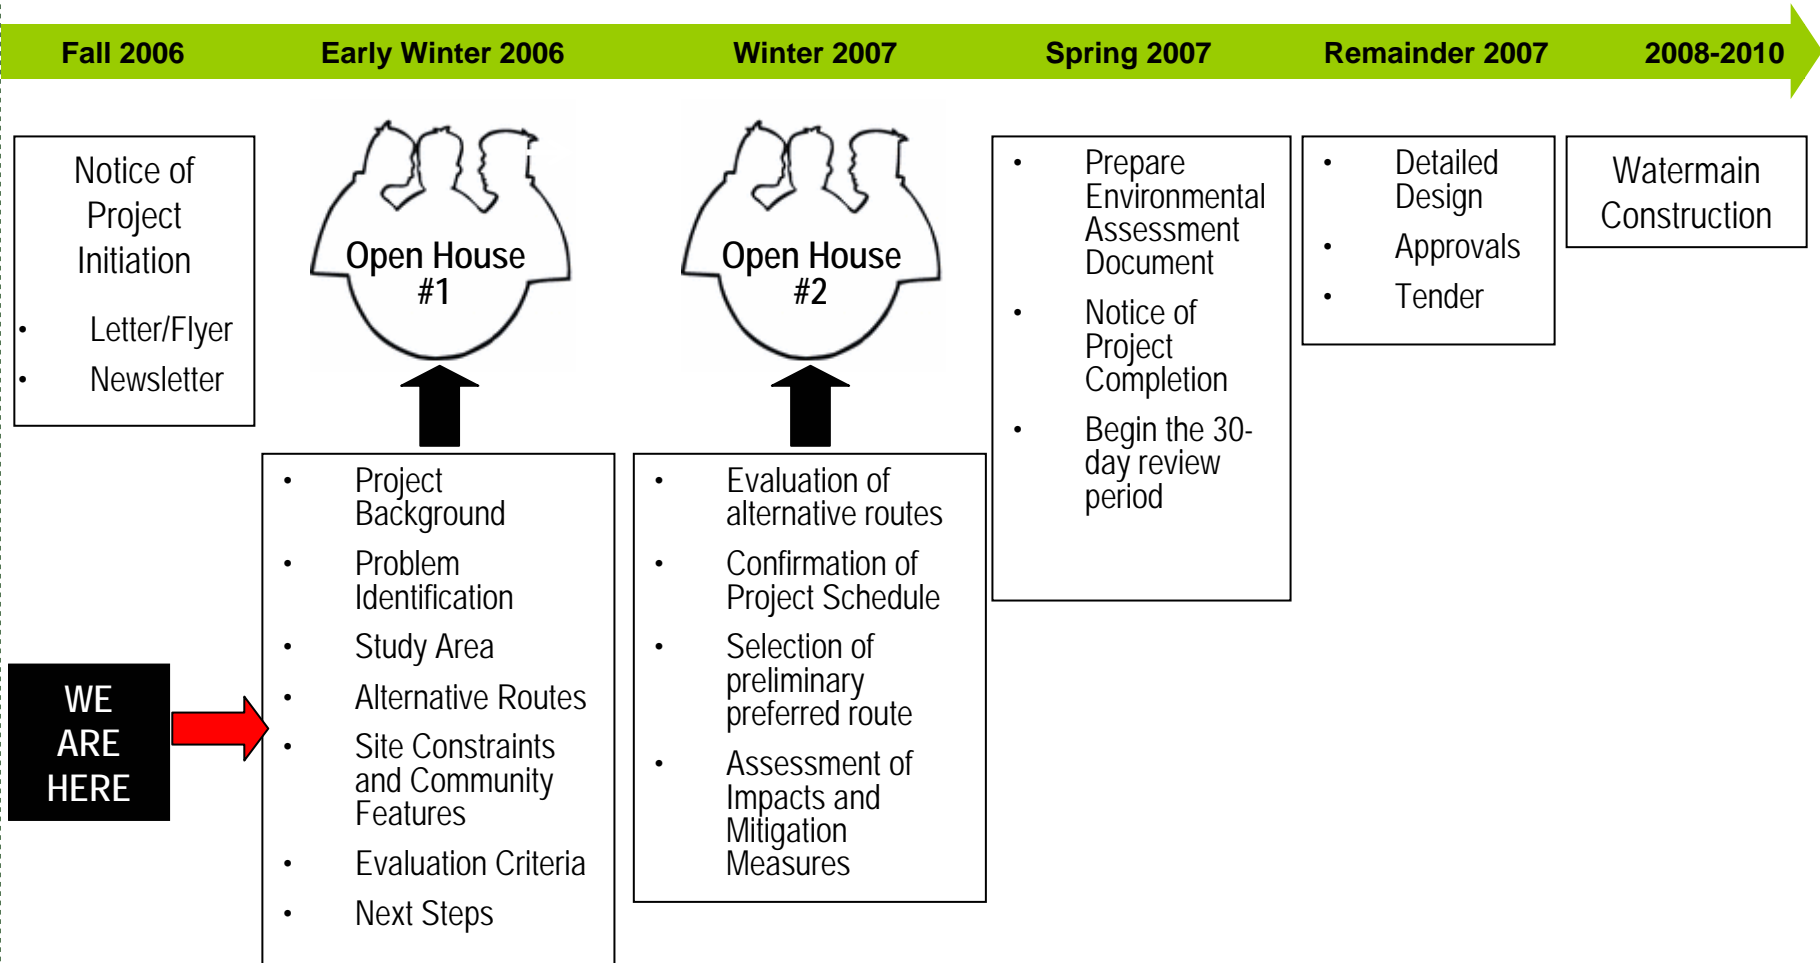 Fall 2006
Early Winter 2006
Winter 2007
Spring 2007
Remainder 2007
2008-2010
Notice of
Project
Initiation
• Letter/Flyer
• Newsletter
WE
ARE
HERE
Open House
#1
• Project
Background
• Problem
Identification
• Study Area
• Alternative Routes
• Site Constraints
and Community
Features
• Evaluation Criteria
• Next Steps
Open House
#2
• Evaluation of
alternative routes
• Confirmation of
Project Schedule
• Selection of
preliminary
preferred route
• Assessment of
Impacts and
Mitigation
Measures
• Prepare
Environmental
Assessment
Document
• Notice of
Project
Completion
• Begin the 30-
day review
period
• Detailed
Design
• Approvals
• Tender
Watermain
Construction